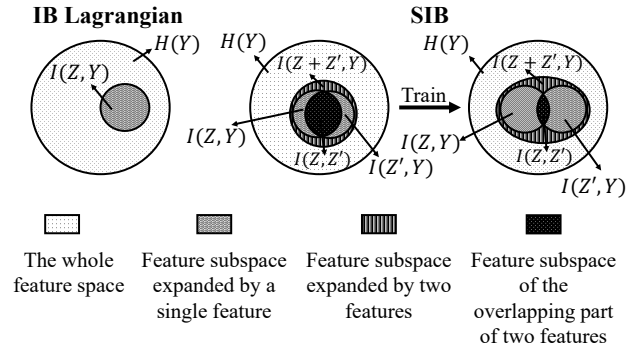 IB Lagrangian
SIB
H(Y)
I(Z, Y)
H(Y)
I(Z + Z′, Y)
I(Z, Y)
I(Z, Z′)
I(Z′, Y)
Train
H(Y)
I(Z + Z′, Y)
I(Z, Y)
I(Z, Z′)
I(Z′, Y)
The whole
feature space
Feature subspace
expanded by a
single feature
Feature subspace
expanded by two
features
Feature subspace
of the
overlapping part
of two features